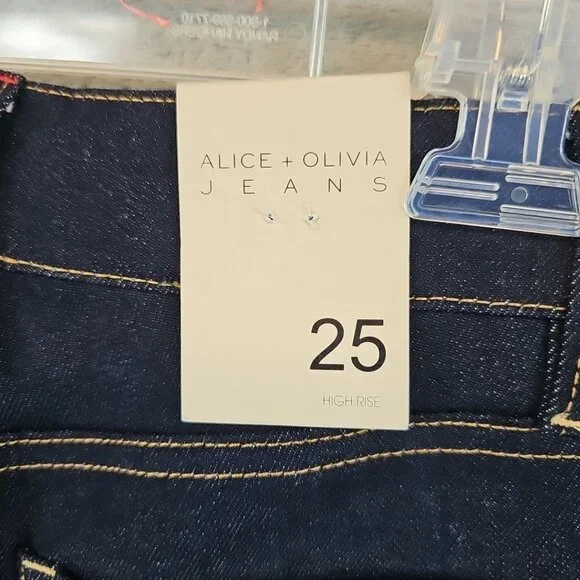 ALICE + OLIVIA
JEANS
25
HIGH RISE